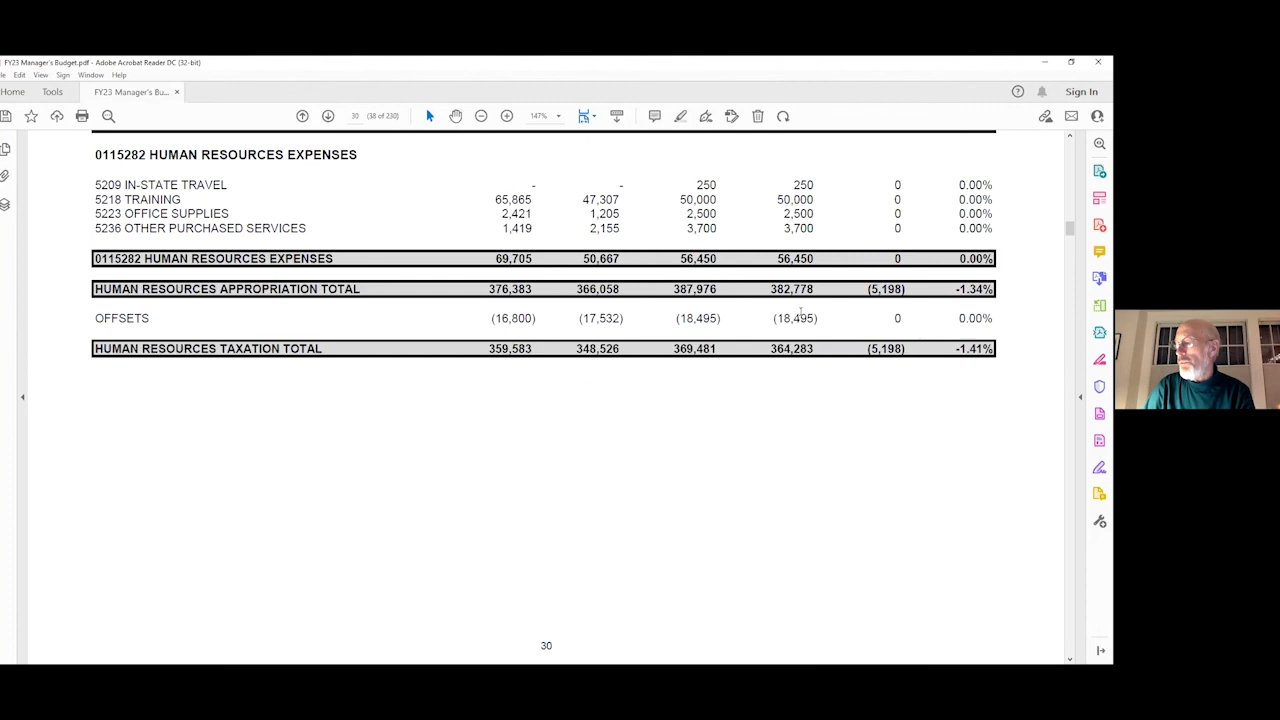 FY23 Manager's Budget.pdf - Adobe Acrobat Reader DC (32-bit)
le Edit View Sign Window Help
Home Tools FY23 Manager's Bu... × Sign In
30 (38 of 230) 147%
0115282 HUMAN RESOURCES EXPENSES
5209 IN-STATE TRAVEL - - 250 250 0 0.00%
5218 TRAINING 65,865 47,307 50,000 50,000 0 0.00%
5223 OFFICE SUPPLIES 2,421 1,205 2,500 2,500 0 0.00%
5236 OTHER PURCHASED SERVICES 1,419 2,155 3,700 3,700 0 0.00%
0115282 HUMAN RESOURCES EXPENSES 69,705 50,667 56,450 56,450 0 0.00%
HUMAN RESOURCES APPROPRIATION TOTAL 376,383 366,058 387,976 382,778 (5,198) -1.34%
OFFSETS (16,800) (17,532) (18,495) (18,495) 0 0.00%
HUMAN RESOURCES TAXATION TOTAL 359,583 348,526 369,481 364,283 (5,198) -1.41%
30